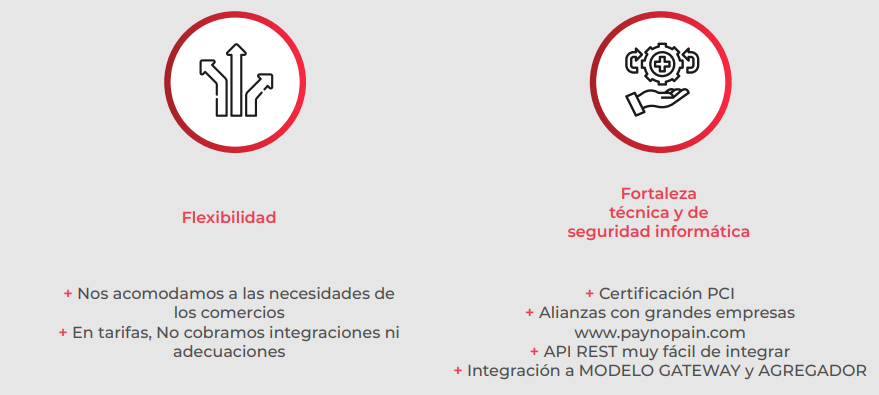 Flexibilidad
+ Nos acomodamos a las necesidades de
los comercios
+ En tarifas, No cobramos integraciones ni
adecuaciones
Fortaleza
técnica y de
seguridad informática
+ Certificación PCI
+ Alianzas con grandes empresas
www.paynopain.com
+ API REST muy fácil de integrar
+ Integración a MODELO GATEWAY y AGREGADOR